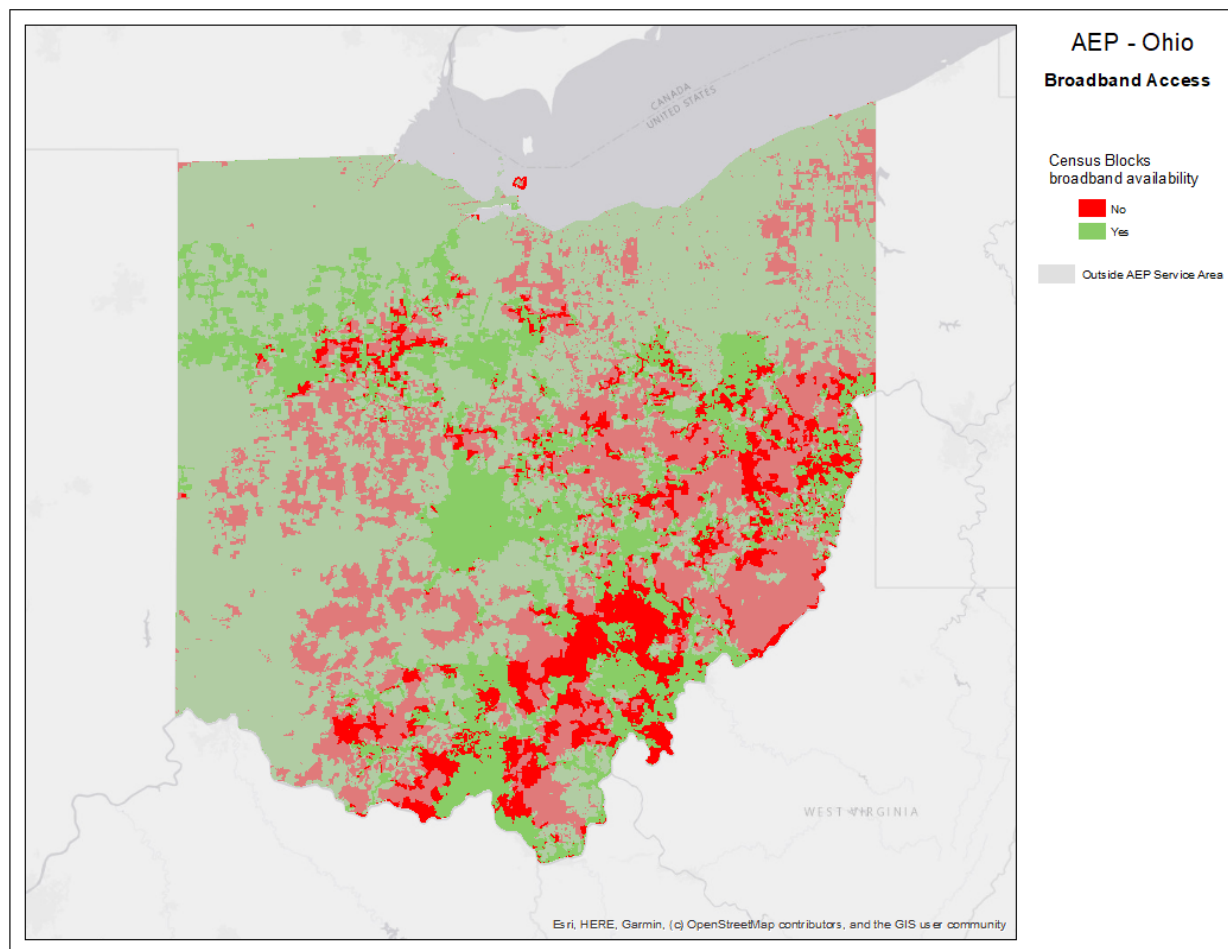 AEP - Ohio
Broadband Access
Census Blocks
broadband availability
No
Yes
Outside AEP Service Area
CANADA
UNITED STATES
WEST VIRGINIA
Esri, HERE, Garmin, (c) OpenStreetMap contributors, and the GIS user community